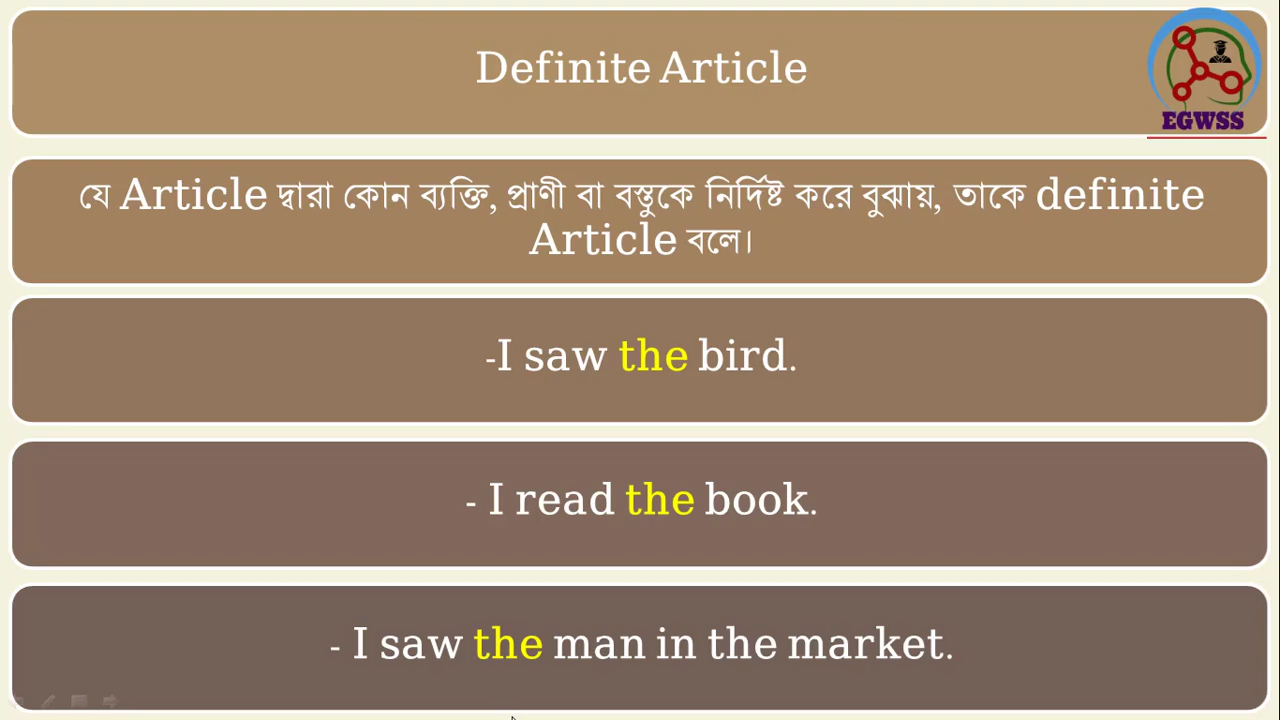 Definite Article
EGWSS
যে Article দ্বারা কোন ব্যক্তি, প্রাণী বা বস্তুকে নির্দিষ্ট করে বুঝায়, তাকে definite
Article বলে।
-I saw the bird.
- I read the book.
- I saw the man in the market.